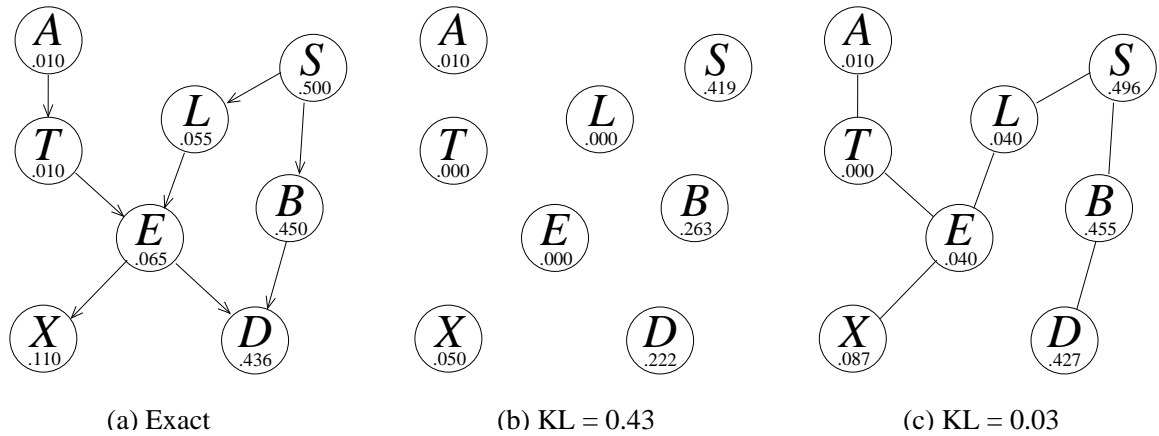 A
.010
S
.500
L
.055
T
.010
B
.450
E
.065
X
.110
D
.436
(a) Exact
A
.010
S
.419
L
.000
T
.000
B
.263
E
.000
X
.050
D
.222
(b) KL = 0.43
A
.010
S
.496
L
.040
T
.000
B
.455
E
.040
X
.087
D
.427
(c) KL = 0.03